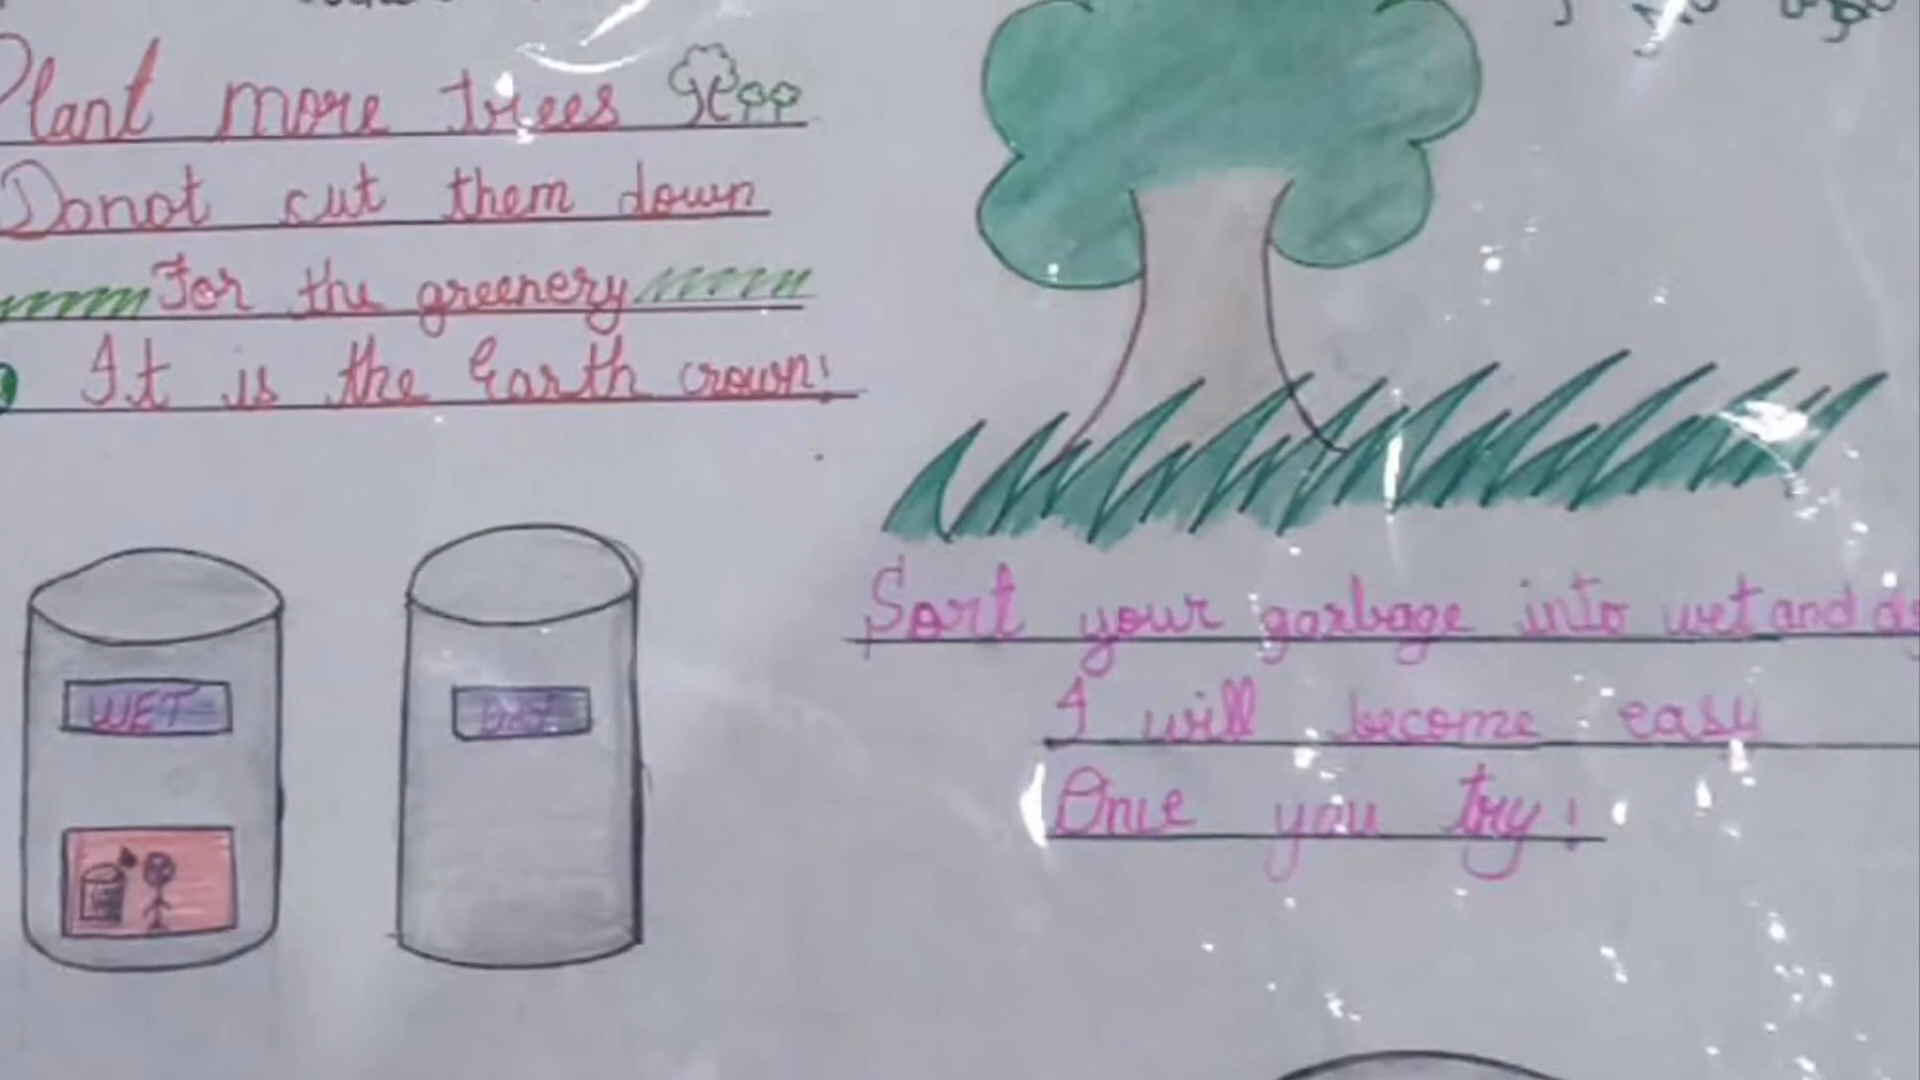 Plant more trees
Donot cut them down
For the greenery
It is the Earth crown!
WET
DRY
Sort your garbage into wet and
I will become easy
Once you try!